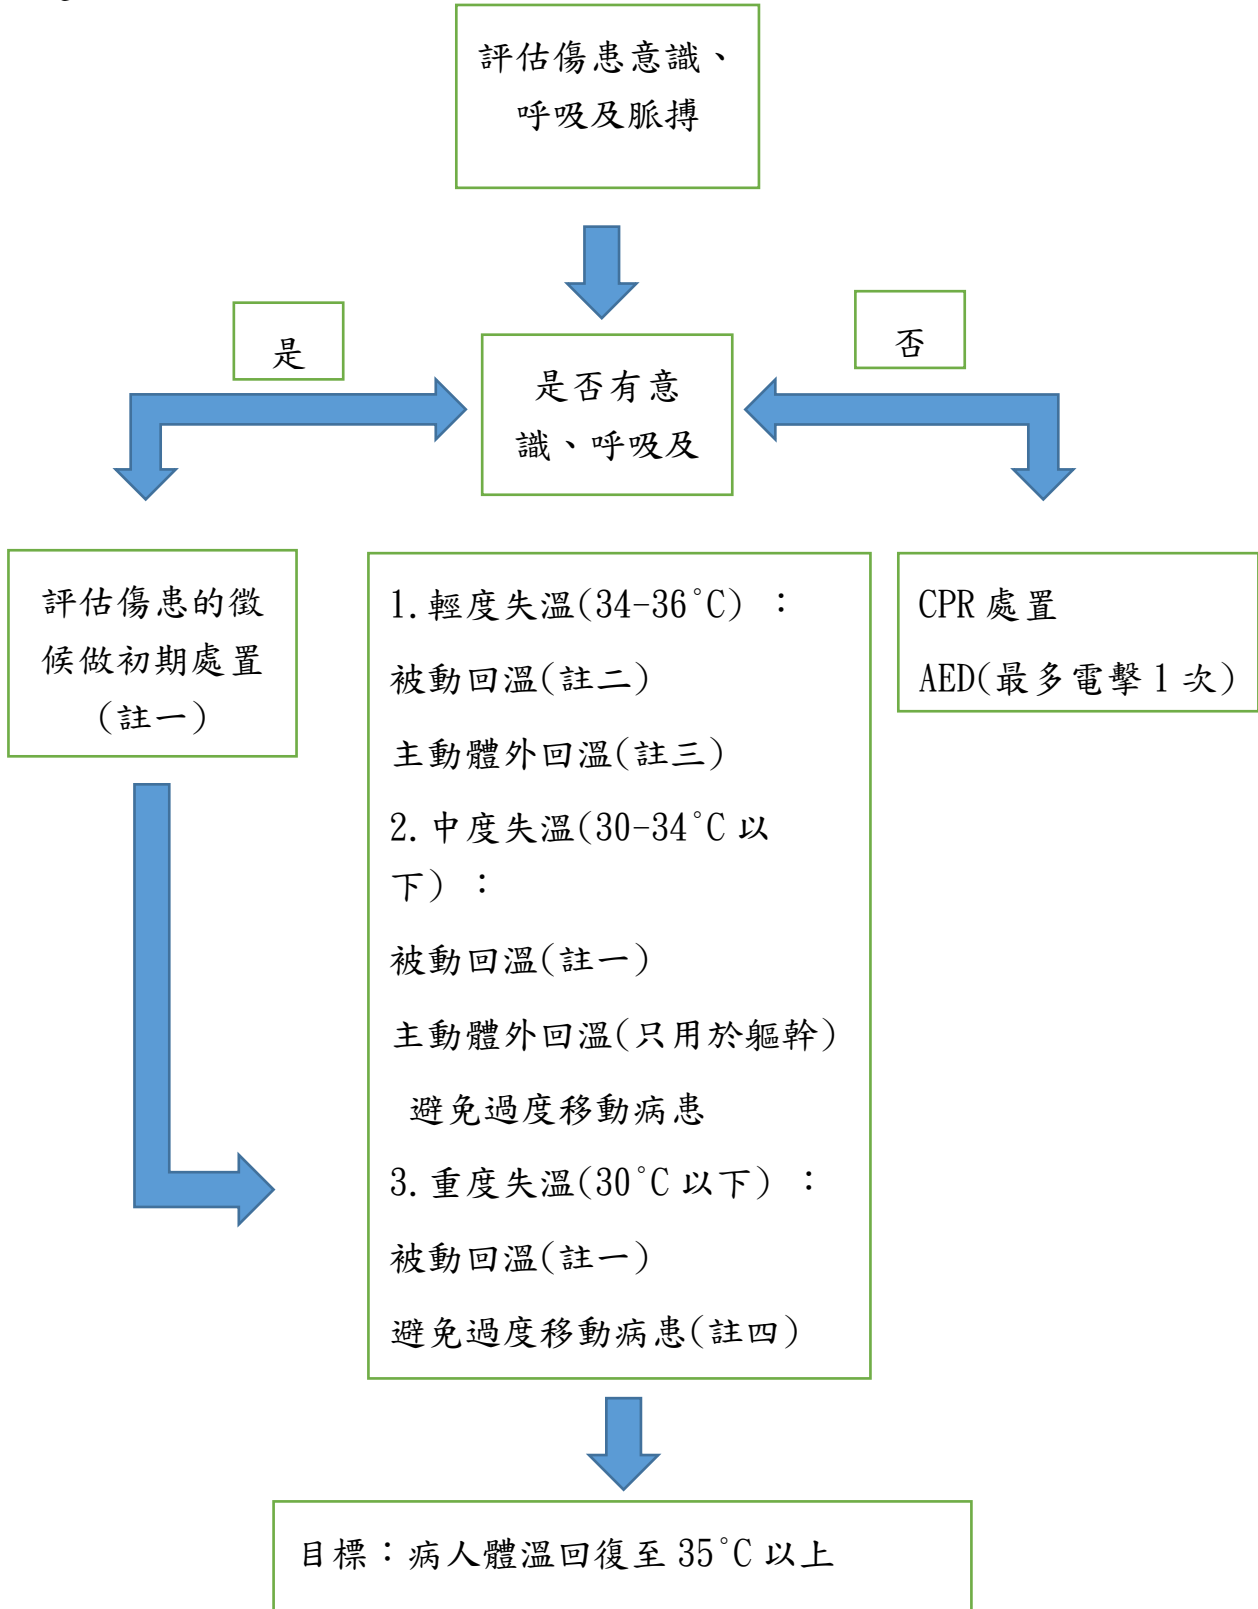 評估傷患意識、
呼吸及脈搏
是
否
是否有意
識、呼吸及
評估傷患的徵
候做初期處置
(註一)
1.輕度失溫(34-36°C)：
被動回溫(註二)
主動體外回溫(註三)
2.中度失溫(30-34°C 以
下)：
被動回溫(註一)
主動體外回溫(只用於軀幹)
避免過度移動病患
3.重度失溫(30°C 以下)：
被動回溫(註一)
避免過度移動病患(註四)
CPR 處置
AED(最多電擊 1 次)
目標：病人體溫回復至 35°C 以上